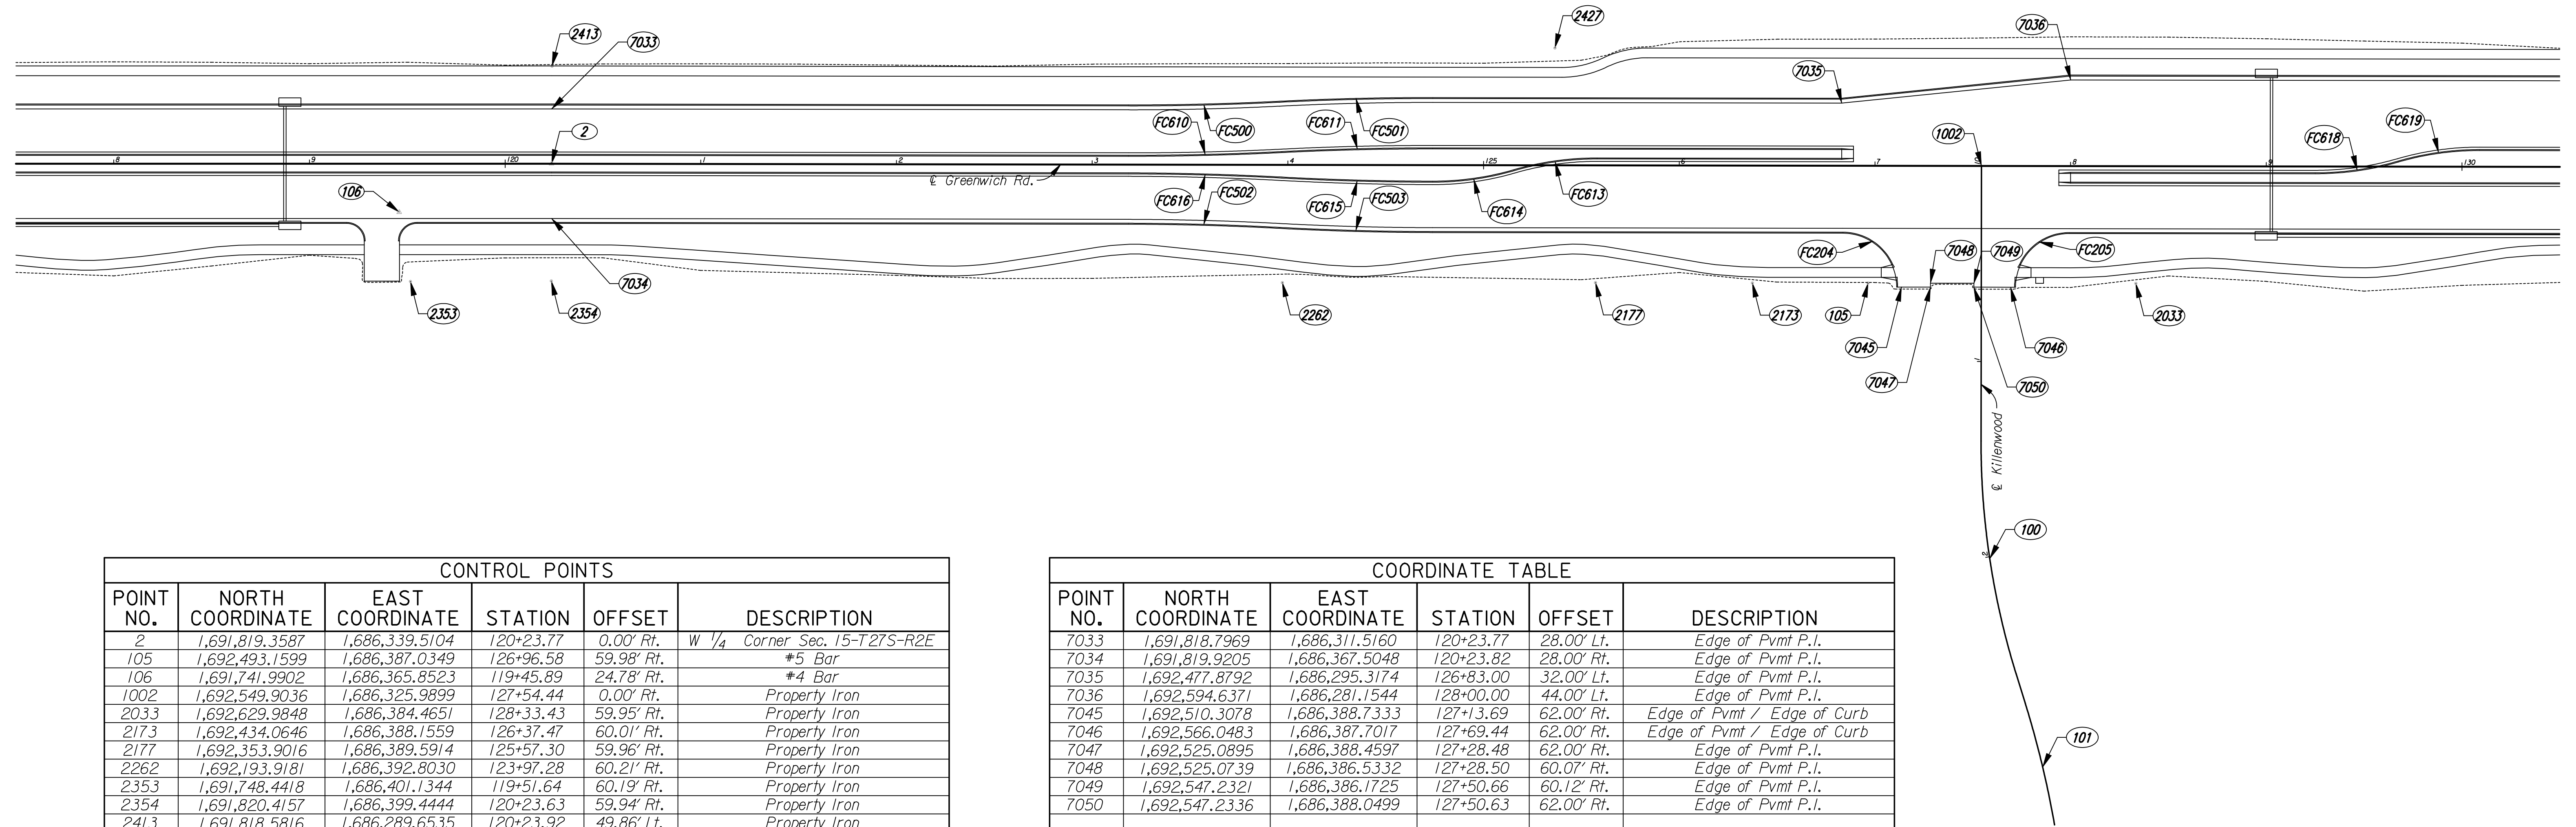 2413
7033
2427
7036
7035
FC610
FC500
FC611
FC501
2
1002
FC618
FC619
8
9
120
1
2
3
4
125
6
7
8
9
130
℄ Greenwich Rd.
106
FC616
FC502
FC615
FC503
FC614
FC613
FC204
7048
7049
FC205
2353
2354
7034
2262
2177
2173
105
2033
7045
7046
7047
7050
1
℄ Killenwood
2
100
101
CONTROL POINTS
POINT NO. NORTH COORDINATE EAST COORDINATE STATION OFFSET DESCRIPTION
2 1,691,819.3587 1,686,339.5104 120+23.77 0.00' Rt. W 1/4 Corner Sec. 15-T27S-R2E
105 1,692,493.1599 1,686,387.0349 126+96.58 59.98' Rt. #5 Bar
106 1,691,741.9902 1,686,365.8523 119+45.89 24.78' Rt. #4 Bar
1002 1,692,549.9036 1,686,325.9899 127+54.44 0.00' Rt. Property Iron
2033 1,692,629.9848 1,686,384.4651 128+33.43 59.95' Rt. Property Iron
2173 1,692,434.0646 1,686,388.1559 126+37.47 60.01' Rt. Property Iron
2177 1,692,353.9016 1,686,389.5914 125+57.30 59.96' Rt. Property Iron
2262 1,692,193.9181 1,686,392.8030 123+97.28 60.21' Rt. Property Iron
2353 1,691,748.4418 1,686,401.1344 119+51.64 60.19' Rt. Property Iron
2354 1,691,820.4157 1,686,399.4444 120+23.63 59.94' Rt. Property Iron
2413 1,691,818.5816 1,686,289.6535 120+23.92 49.86' Lt. Property Iron
COORDINATE TABLE
POINT NO. NORTH COORDINATE EAST COORDINATE STATION OFFSET DESCRIPTION
7033 1,691,818.7969 1,686,311.5160 120+23.77 28.00' Lt. Edge of Pvmt P.I.
7034 1,691,819.9205 1,686,367.5048 120+23.82 28.00' Rt. Edge of Pvmt P.I.
7035 1,692,477.8792 1,686,295.3174 126+83.00 32.00' Lt. Edge of Pvmt P.I.
7036 1,692,594.6371 1,686,281.1544 128+00.00 44.00' Lt. Edge of Pvmt P.I.
7045 1,692,510.3078 1,686,388.7333 127+13.69 62.00' Rt. Edge of Pvmt / Edge of Curb
7046 1,692,566.0483 1,686,387.7017 127+69.44 62.00' Rt. Edge of Pvmt / Edge of Curb
7047 1,692,525.0895 1,686,388.4597 127+28.48 62.00' Rt. Edge of Pvmt P.I.
7048 1,692,525.0739 1,686,386.5332 127+28.50 60.07' Rt. Edge of Pvmt P.I.
7049 1,692,547.2321 1,686,386.1725 127+50.66 60.12' Rt. Edge of Pvmt P.I.
7050 1,692,547.2336 1,686,388.0499 127+50.63 62.00' Rt. Edge of Pvmt P.I.